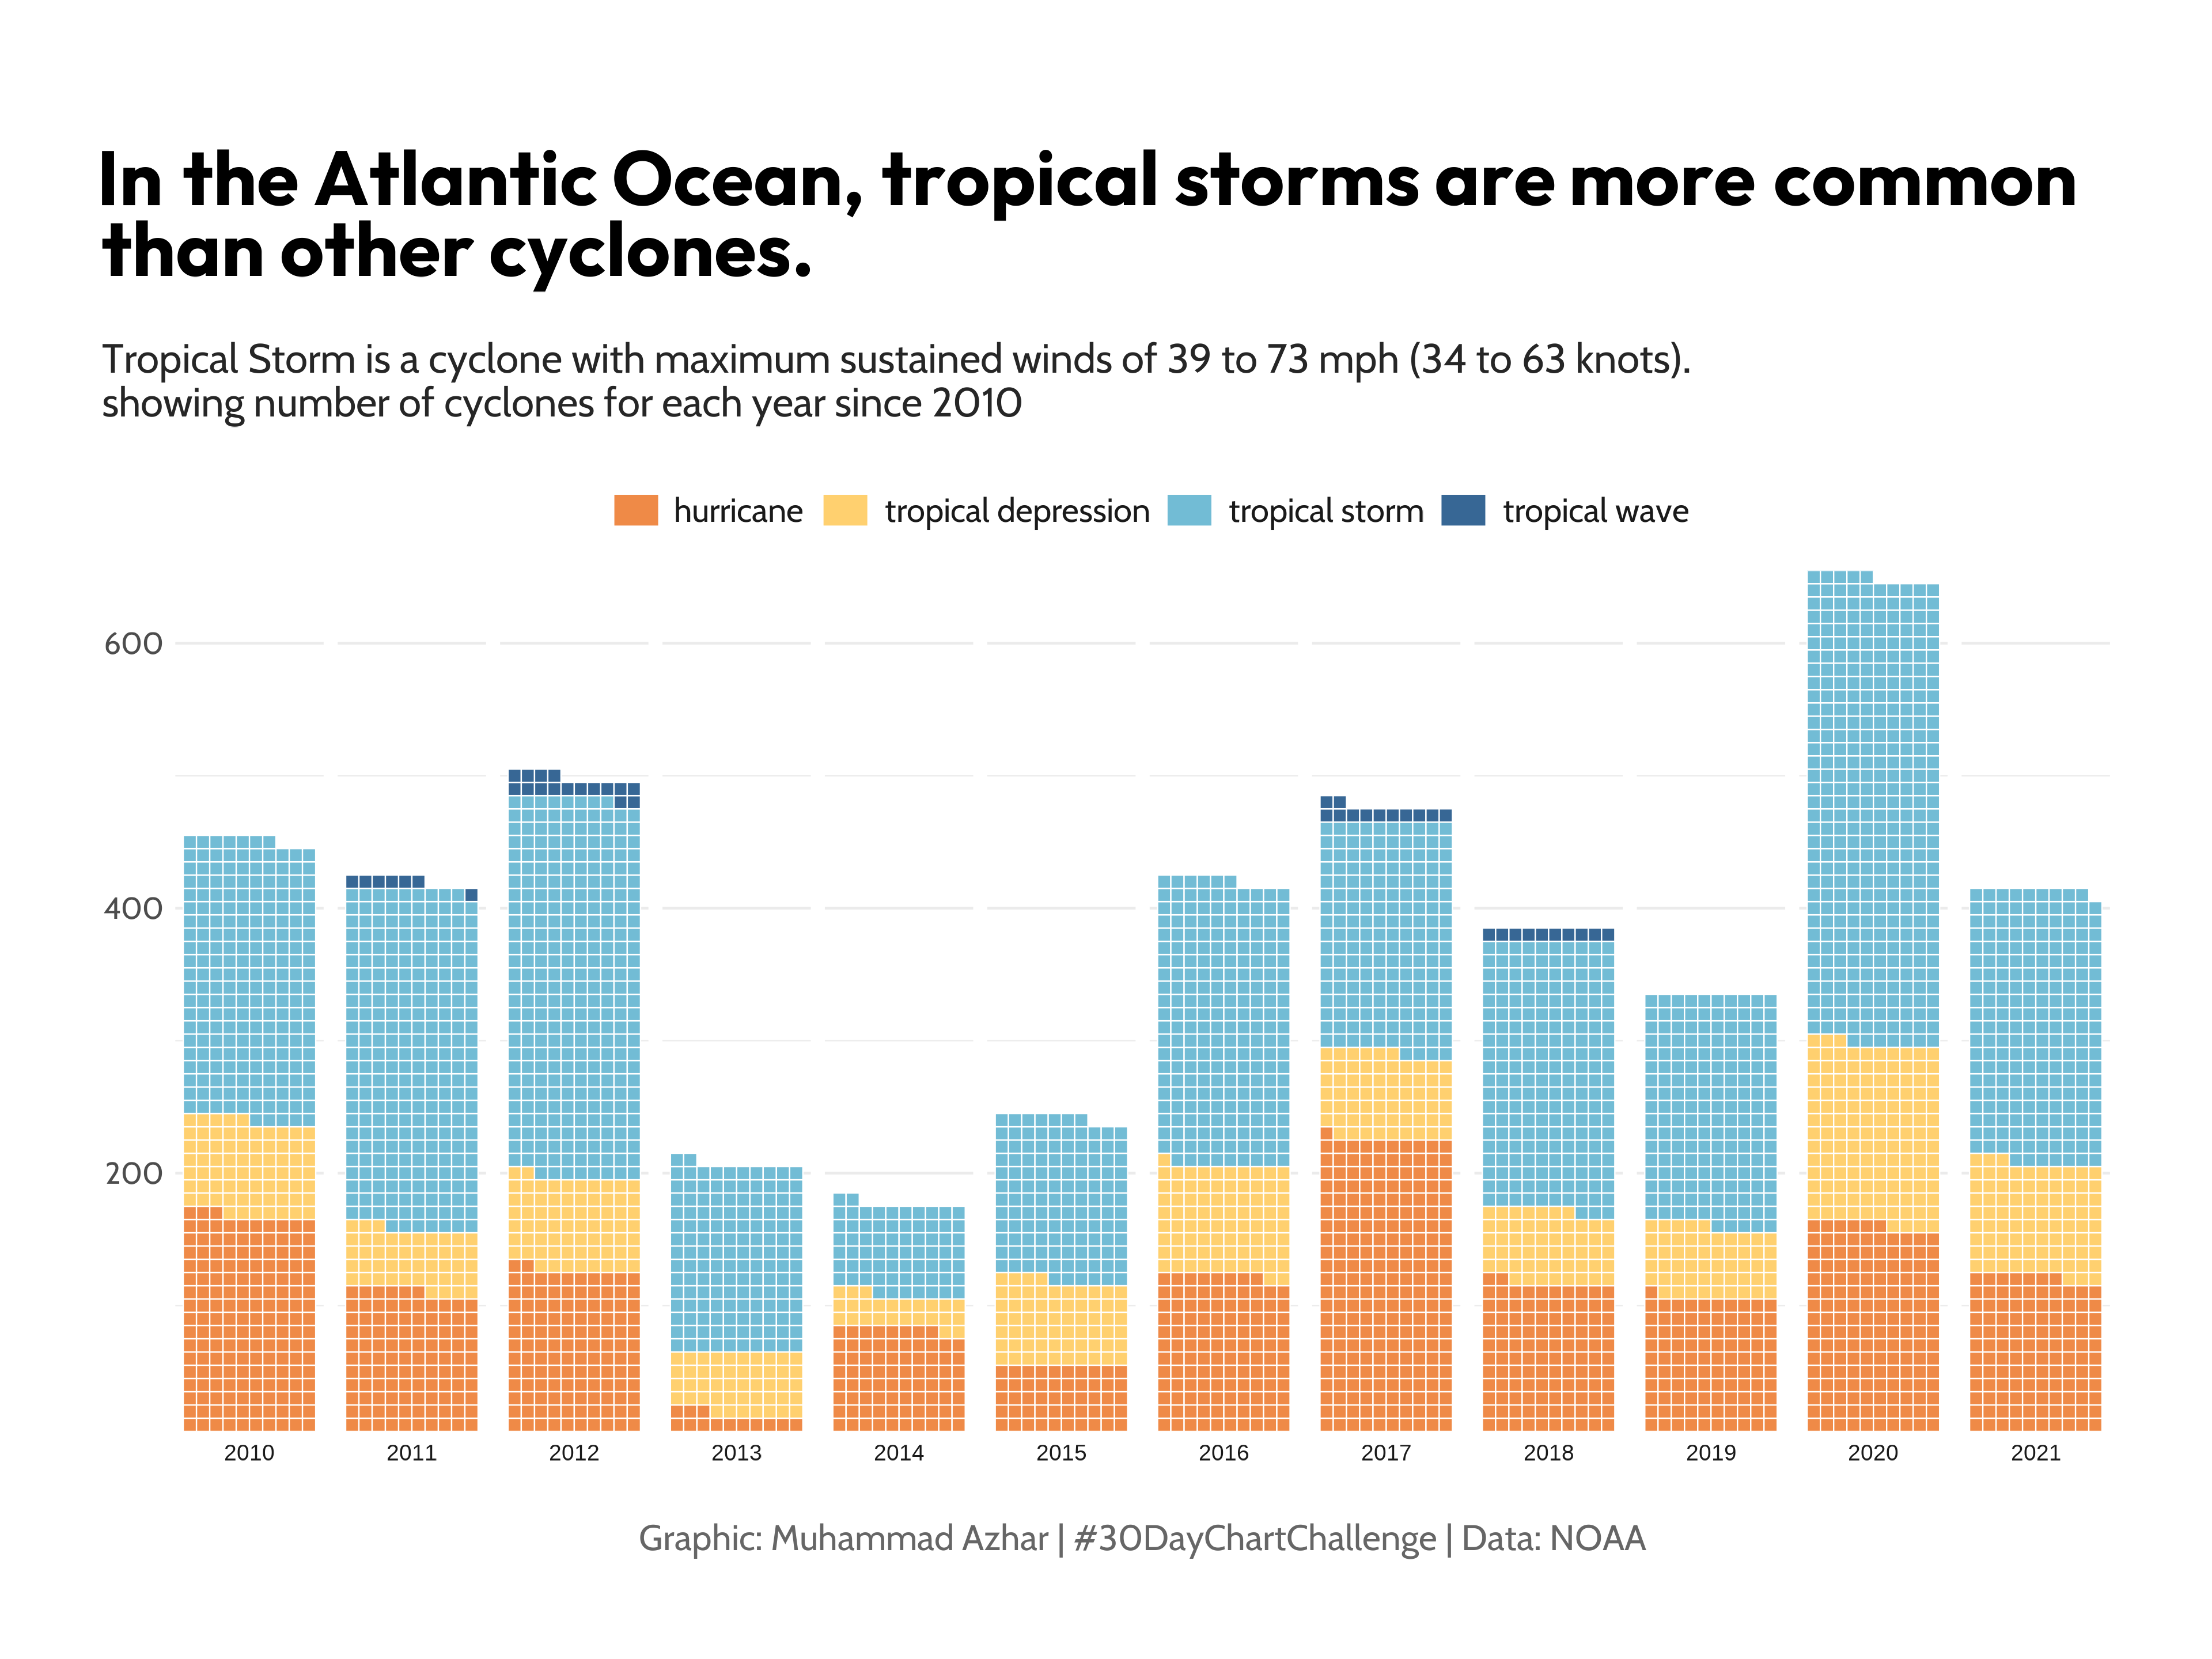 In the Atlantic Ocean, tropical storms are more common
than other cyclones.
Tropical Storm is a cyclone with maximum sustained winds of 39 to 73 mph (34 to 63 knots).
showing number of cyclones for each year since 2010
hurricane tropical depression tropical storm tropical wave
600
400
200
2010 2011 2012 2013 2014 2015 2016 2017 2018 2019 2020 2021
Graphic: Muhammad Azhar | #30DayChartChallenge | Data: NOAA